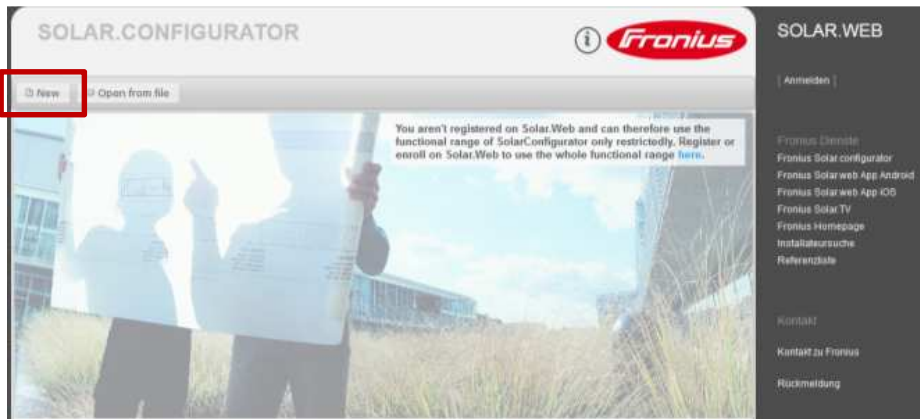 SOLAR.CONFIGURATOR
i
Fronius
New
Open from file
You aren't registered on Solar.Web and can therefore use the
functional range of SolarConfigurator only restrictedly. Register or
enroll on Solar.Web to use the whole functional range here.
SOLAR.WEB
[ Anmelden ]
Fronius Dienste
Fronius Solar.configurator
Fronius Solar.web App Android
Fronius Solar.web App iOS
Fronius Solar.TV
Fronius Homepage
Installateursuche
Referenzliste
Kontakt
Kontakt zu Fronius
Rückmeldung